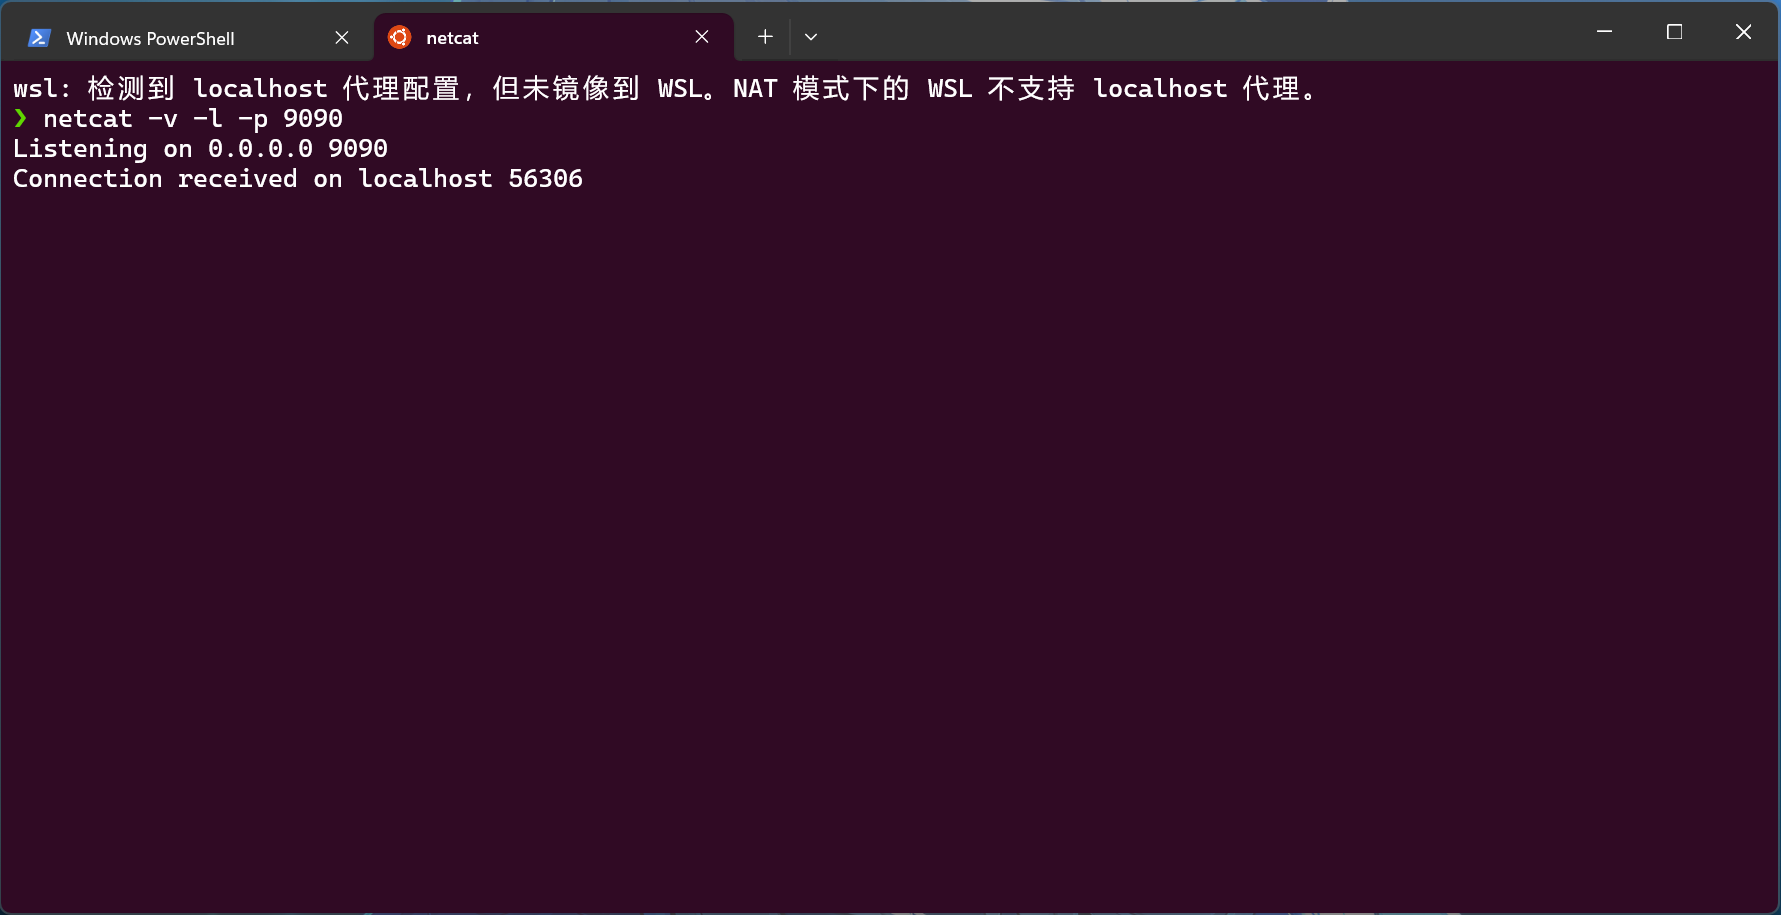 Windows PowerShell
netcat
wsl: 检测到 localhost 代理配置，但未镜像到 WSL。NAT 模式下的 WSL 不支持 localhost 代理。
❯ netcat -v -l -p 9090
Listening on 0.0.0.0 9090
Connection received on localhost 56306